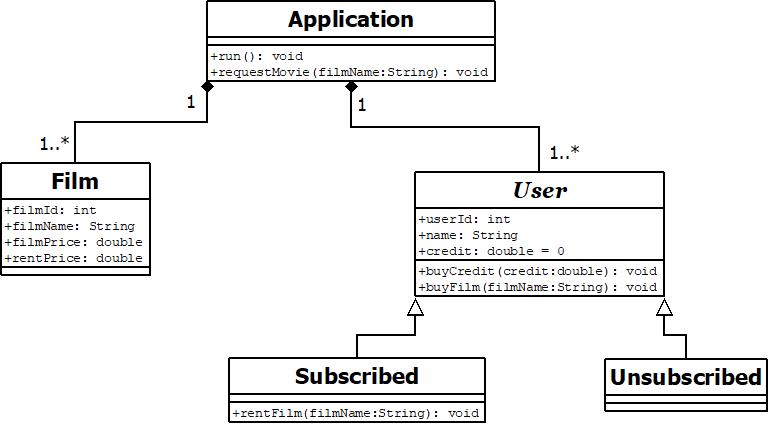 Application
+run(): void
+requestMovie(filmName:String): void
1
1
1..*
1..*
Film
+filmId: int
+filmName: String
+filmPrice: double
+rentPrice: double
User
+userId: int
+name: String
+credit: double = 0
+buyCredit(credit:double): void
+buyFilm(filmName:String): void
Subscribed
+rentFilm(filmName:String): void
Unsubscribed